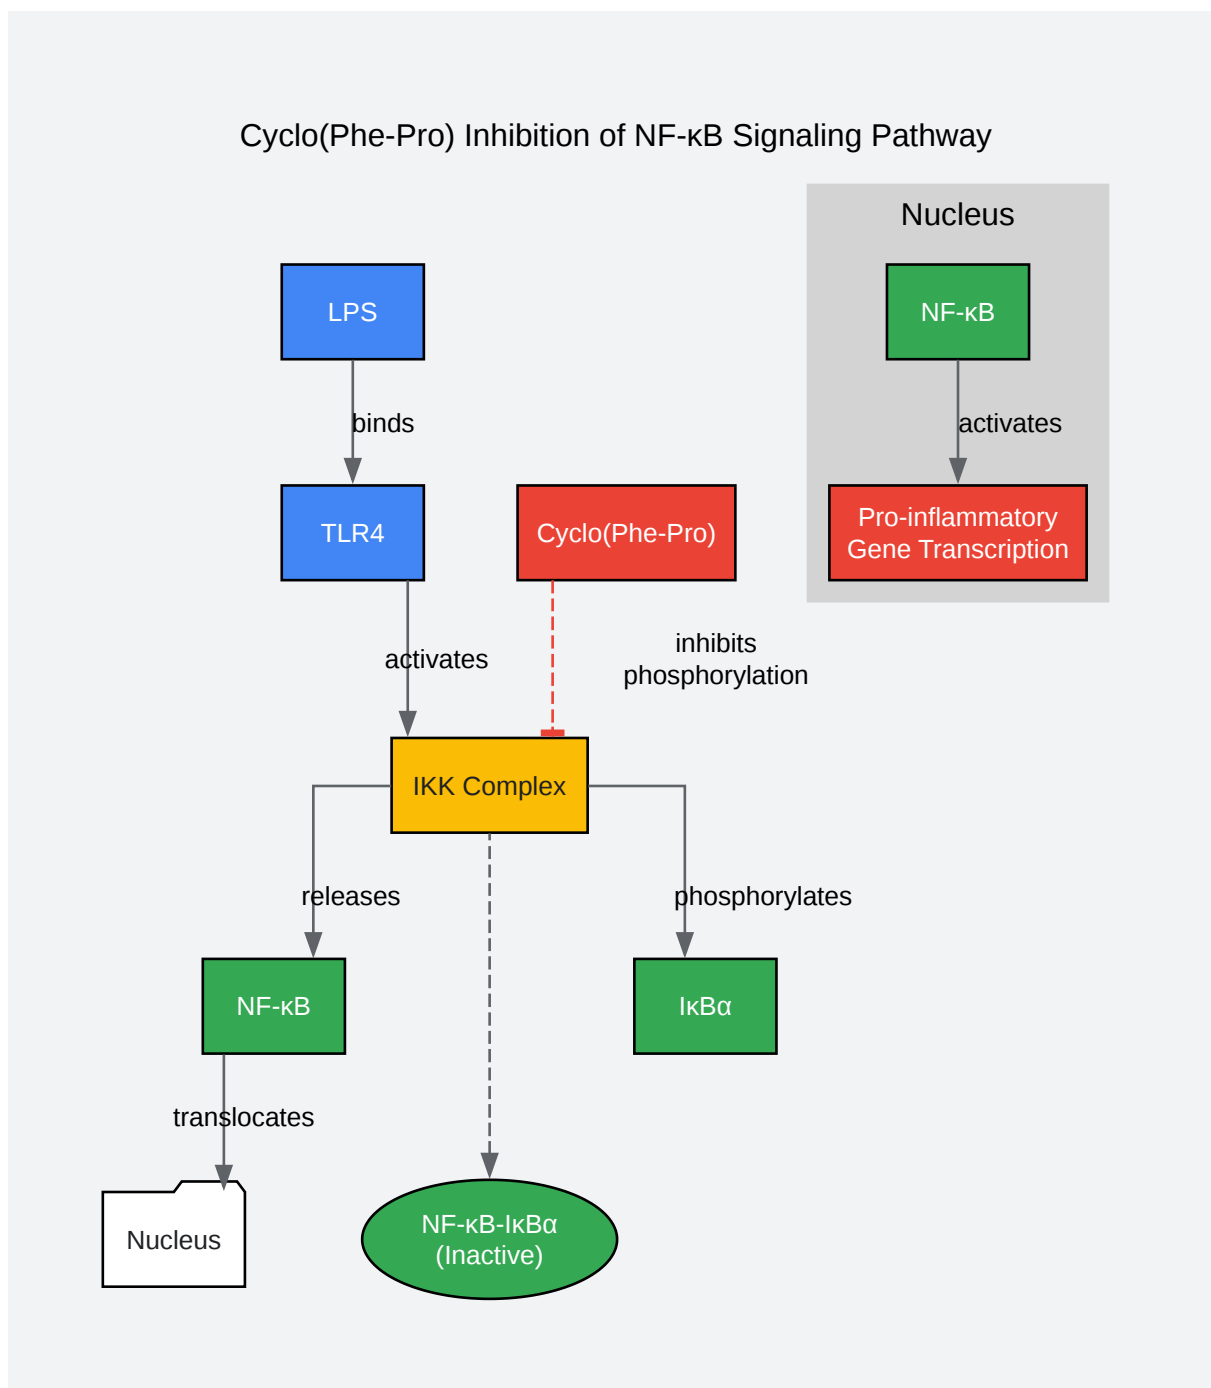 Cyclo(Phe-Pro) Inhibition of NF-κB Signaling Pathway
Nucleus
LPS
NF-κB
binds
activates
TLR4
Cyclo(Phe-Pro)
Pro-inflammatory
Gene Transcription
inhibits
phosphorylation
activates
IKK Complex
releases
phosphorylates
NF-κB
IκBα
translocates
Nucleus
NF-κB-IκBα
(Inactive)